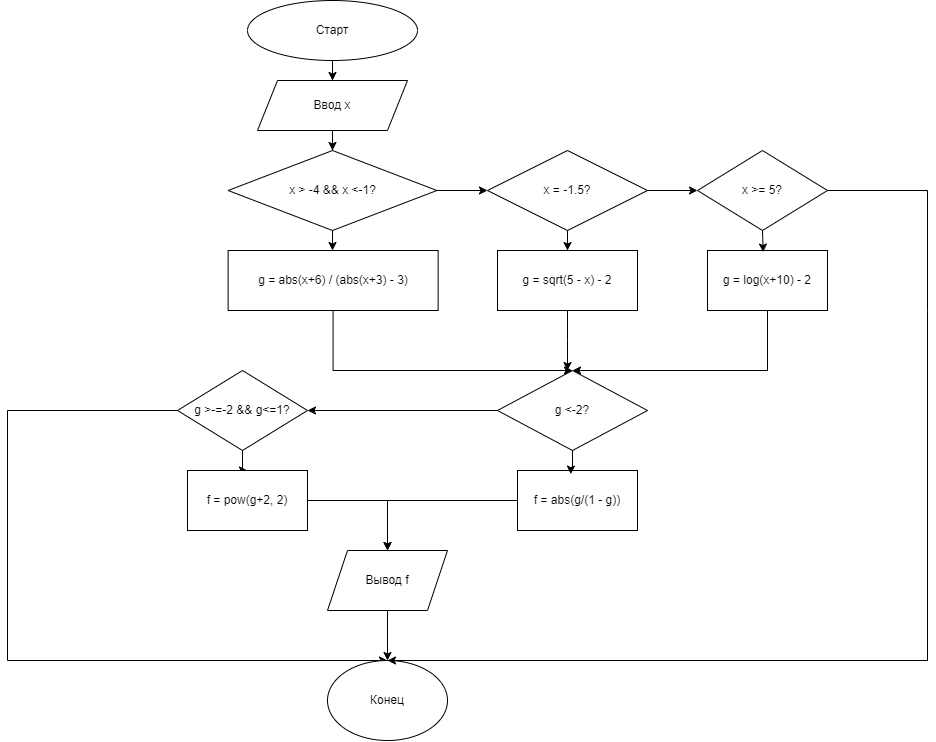 Старт
Ввод x
x > -4 && x <-1?
x = -1.5?
x >= 5?
g = abs(x+6) / (abs(x+3) - 3)
g = sqrt(5 - x) - 2
g = log(x+10) - 2
g >-=-2 && g<=1?
g <-2?
f = pow(g+2, 2)
f = abs(g/(1 - g))
Вывод f
Конец